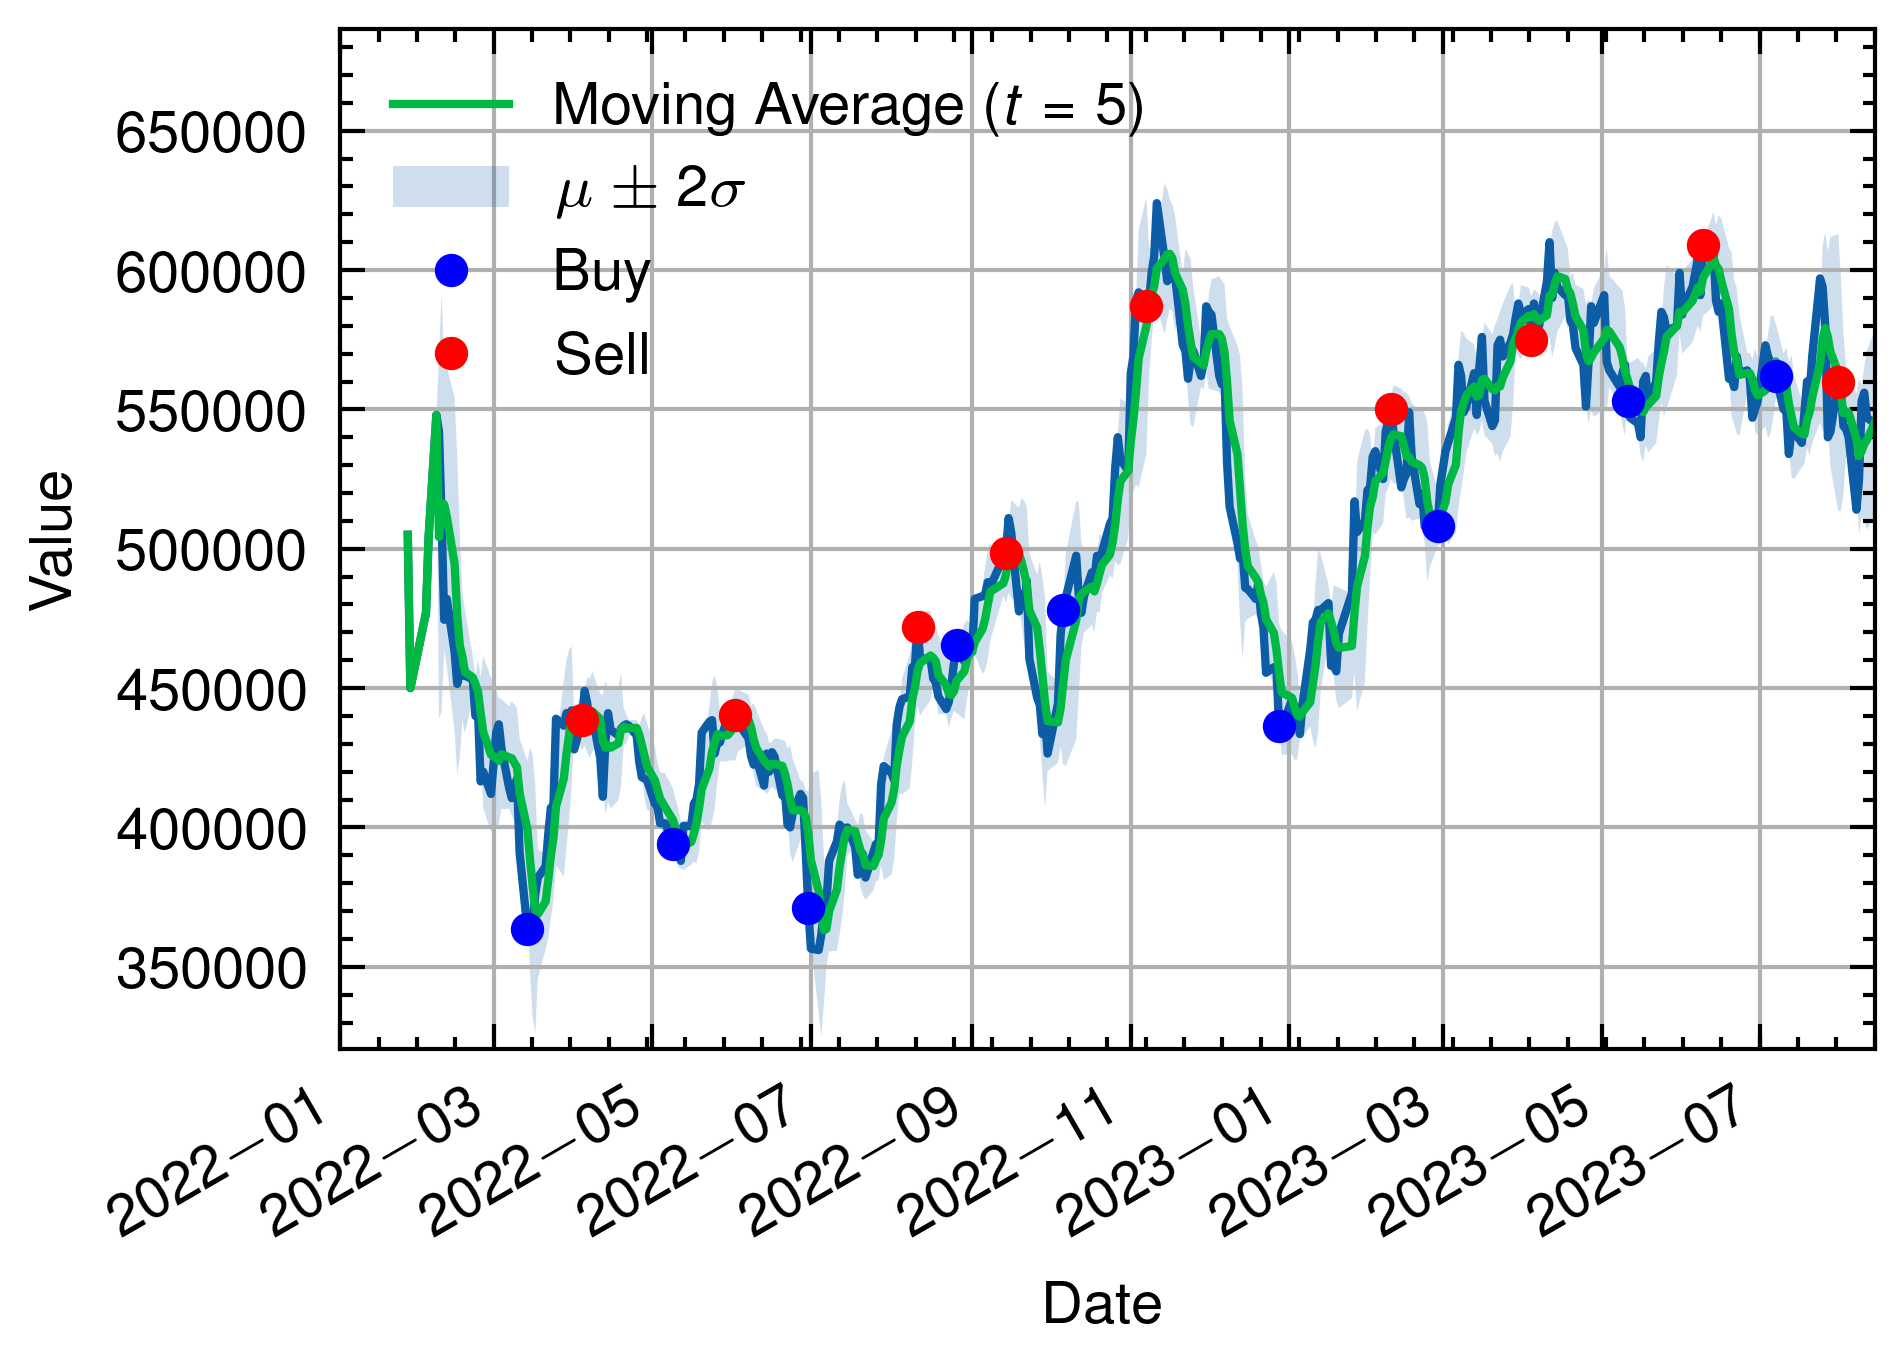 Moving Average (t = 5)
μ ± 2σ
Buy
Sell
650000
600000
550000
500000
450000
400000
350000
Value
2022–01
2022–03
2022–05
2022–07
2022–09
2022–11
2023–01
2023–03
2023–05
2023–07
Date